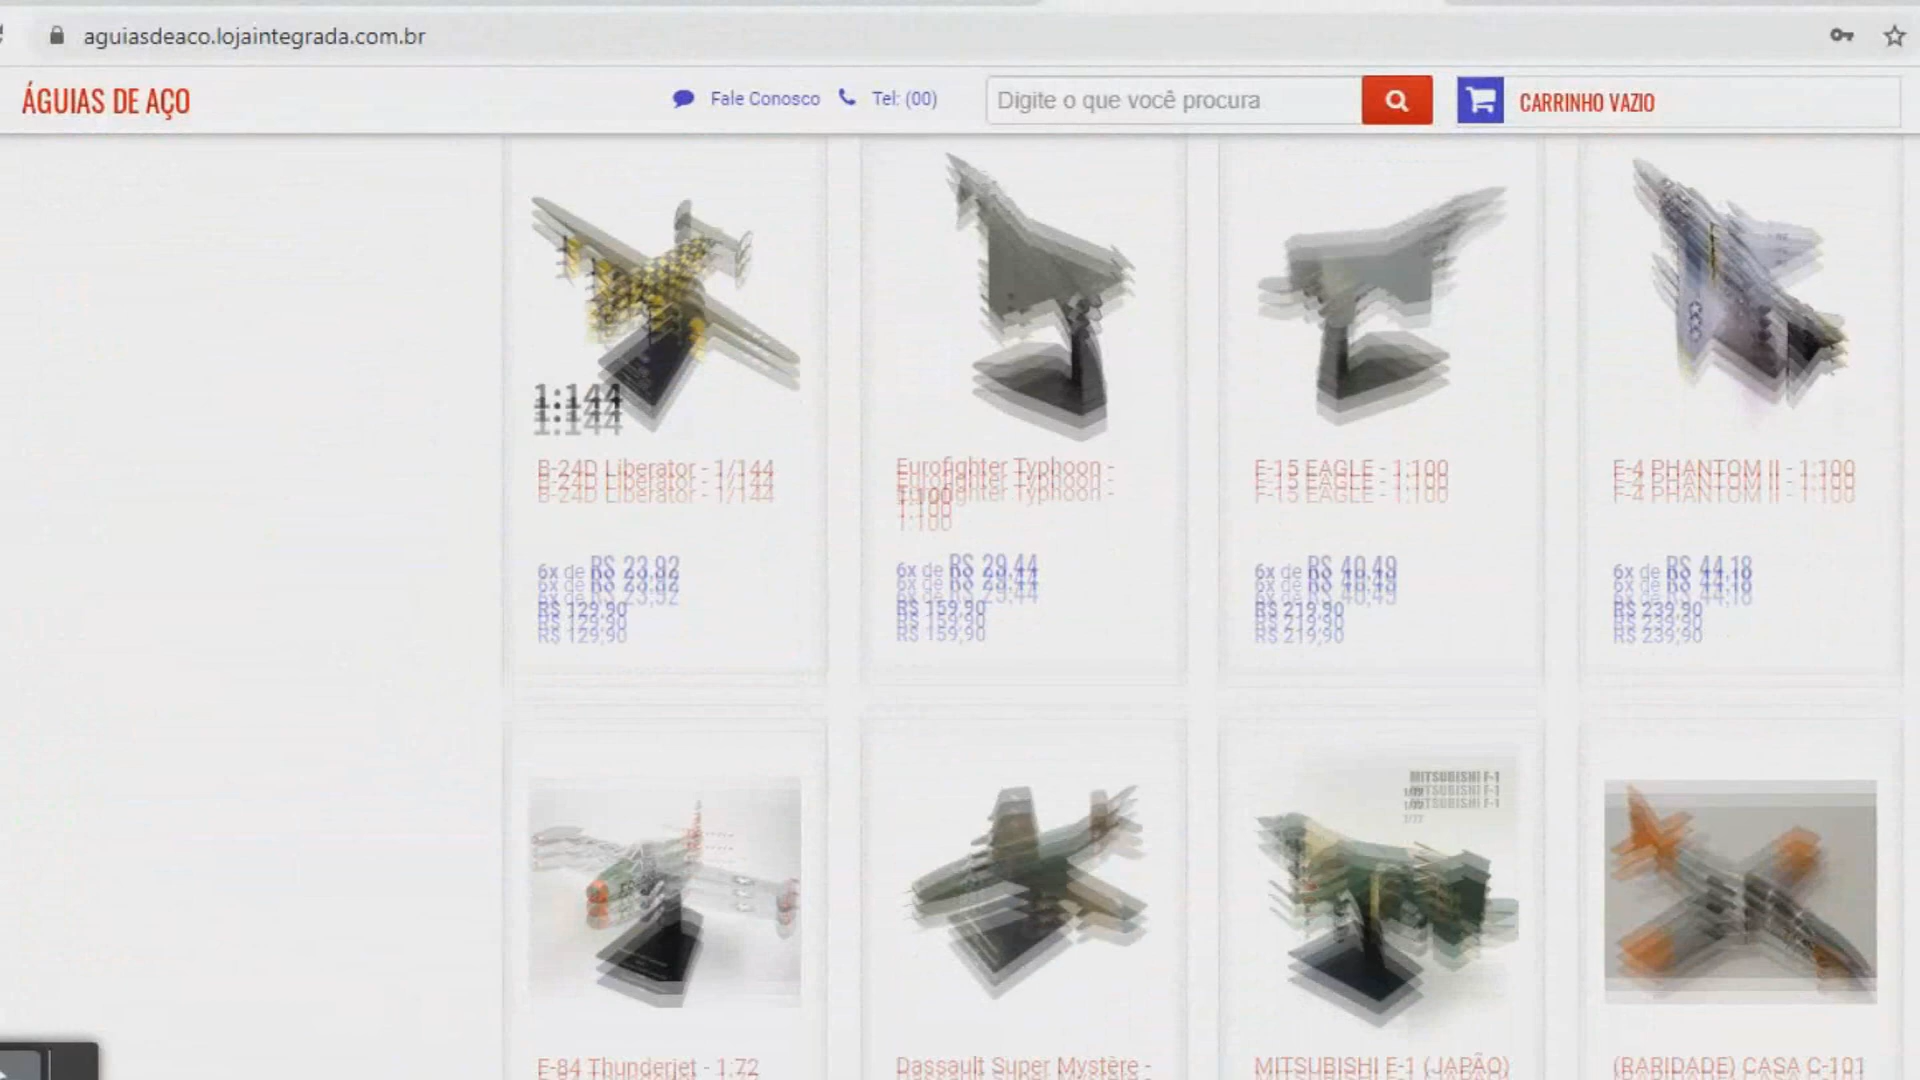 aguiasdeaco.lojaintegrada.com.br
ÁGUIAS DE AÇO
Fale Conosco
Tel: (00)
Digite o que você procura
CARRINHO VAZIO
1:144
B-24D Liberator - 1/144
6x de R$ 23,92
R$ 129,90
Eurofighter Typhoon -
1:100
6x de R$ 29,44
R$ 159,90
F-15 EAGLE - 1:100
6x de R$ 40,49
R$ 219,90
F-4 PHANTOM II - 1:100
6x de R$ 44,18
R$ 239,90
F-84 Thunderjet - 1:72
Dassault Super Mystère -
MITSUBISHI F-1
1/72
MITSUBISHI F-1 (JAPÃO)
(RARIDADE) CASA C-101